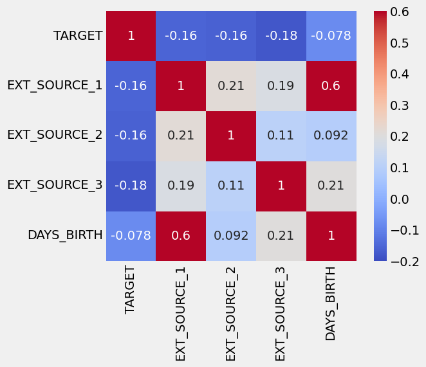 TARGET 1 -0.16 -0.16 -0.18 -0.078
EXT_SOURCE_1 -0.16 1 0.21 0.19 0.6
EXT_SOURCE_2 -0.16 0.21 1 0.11 0.092
EXT_SOURCE_3 -0.18 0.19 0.11 1 0.21
DAYS_BIRTH -0.078 0.6 0.092 0.21 1
TARGET
EXT_SOURCE_1
EXT_SOURCE_2
EXT_SOURCE_3
DAYS_BIRTH
0.6
0.5
0.4
0.3
0.2
0.1
0.0
−0.1
−0.2